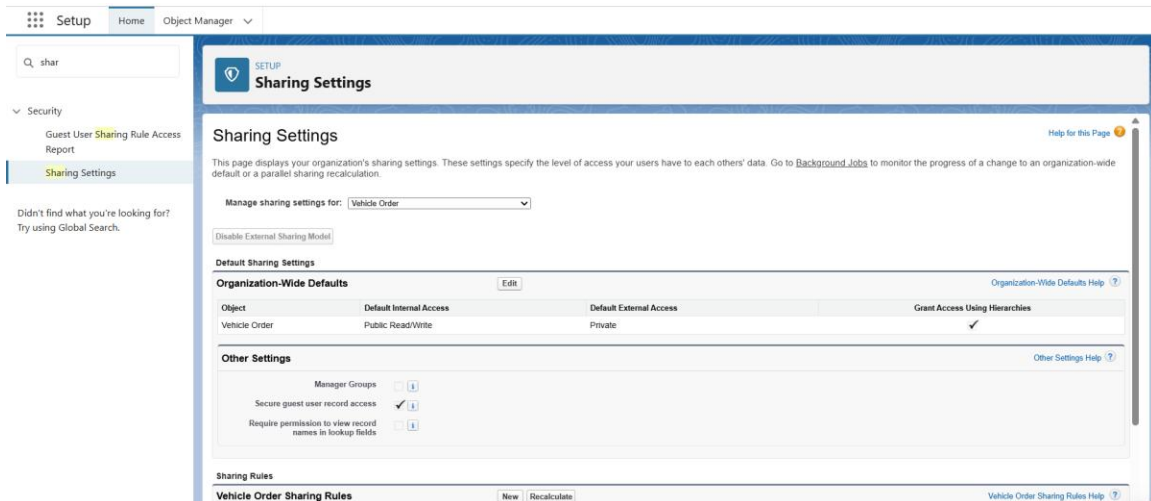 Setup
Home
Object Manager
shar
Security
Guest User Sharing Rule Access
Report
Sharing Settings
Didn't find what you're looking for?
Try using Global Search.
SETUP
Sharing Settings
Sharing Settings
Help for this Page ?
This page displays your organization's sharing settings. These settings specify the level of access your users have to each others' data. Go to Background Jobs to monitor the progress of a change to an organization-wide
default or a parallel sharing recalculation.
Manage sharing settings for: Vehicle Order
Disable External Sharing Model
Default Sharing Settings
Organization-Wide Defaults Edit Organization-Wide Defaults Help ?
Object Default Internal Access Default External Access Grant Access Using Hierarchies
Vehicle Order Public Read/Write Private ✓
Other Settings Other Settings Help ?
Manager Groups i
Secure guest user record access ✓ i
Require permission to view record
names in lookup fields i
Sharing Rules
Vehicle Order Sharing Rules New Recalculate Vehicle Order Sharing Rules Help ?